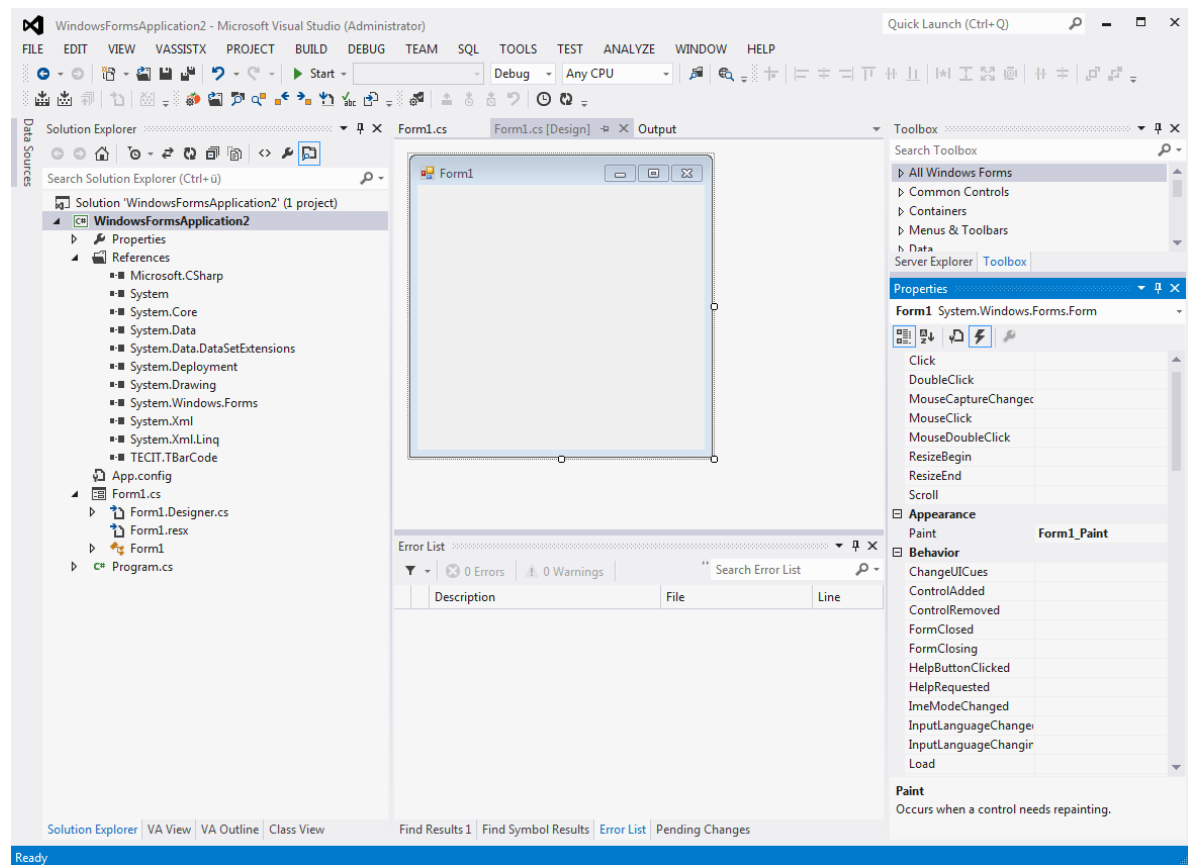 WindowsFormsApplication2 - Microsoft Visual Studio (Administrator)
Quick Launch (Ctrl+Q)
FILE EDIT VIEW VASSISTX PROJECT BUILD DEBUG TEAM SQL TOOLS TEST ANALYZE WINDOW HELP
Start Debug Any CPU
Data Sources
Solution Explorer
Search Solution Explorer (Ctrl+ü)
Solution 'WindowsFormsApplication2' (1 project)
C# WindowsFormsApplication2
Properties
References
Microsoft.CSharp
System
System.Core
System.Data
System.Data.DataSetExtensions
System.Deployment
System.Drawing
System.Windows.Forms
System.Xml
System.Xml.Linq
TECIT.TBarCode
App.config
Form1.cs
Form1.Designer.cs
Form1.resx
Form1
C# Program.cs
Solution Explorer VA View VA Outline Class View
Form1.cs Form1.cs [Design] Output
Form1
Error List
0 Errors 0 Warnings " Search Error List
Description File Line
Find Results 1 Find Symbol Results Error List Pending Changes
Toolbox
Search Toolbox
All Windows Forms
Common Controls
Containers
Menus & Toolbars
Data
Server Explorer Toolbox
Properties
Form1 System.Windows.Forms.Form
Click
DoubleClick
MouseCaptureChangec
MouseClick
MouseDoubleClick
ResizeBegin
ResizeEnd
Scroll
Appearance
Paint Form1_Paint
Behavior
ChangeUICues
ControlAdded
ControlRemoved
FormClosed
FormClosing
HelpButtonClicked
HelpRequested
ImeModeChanged
InputLanguageChange
InputLanguageChangin
Load
Paint
Occurs when a control needs repainting.
Ready